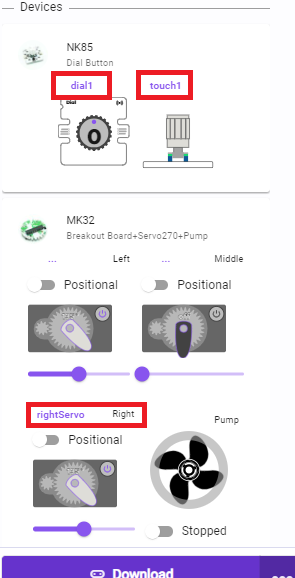 Devices
NK85
Dial Button
dial1 touch1
Dial
0
MK32
Breakout Board+Servo270+Pump
... Left ... Middle
Positional Positional
rightServo Right
Pump
Positional
Stopped
Download